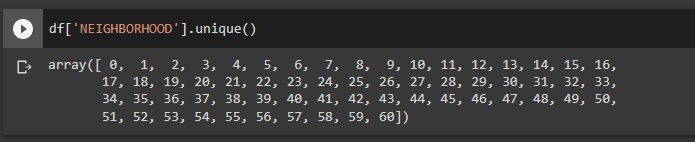 df['NEIGHBORHOOD'].unique()
array([ 0, 1, 2, 3, 4, 5, 6, 7, 8, 9, 10, 11, 12, 13, 14, 15, 16,
17, 18, 19, 20, 21, 22, 23, 24, 25, 26, 27, 28, 29, 30, 31, 32, 33,
34, 35, 36, 37, 38, 39, 40, 41, 42, 43, 44, 45, 46, 47, 48, 49, 50,
51, 52, 53, 54, 55, 56, 57, 58, 59, 60])